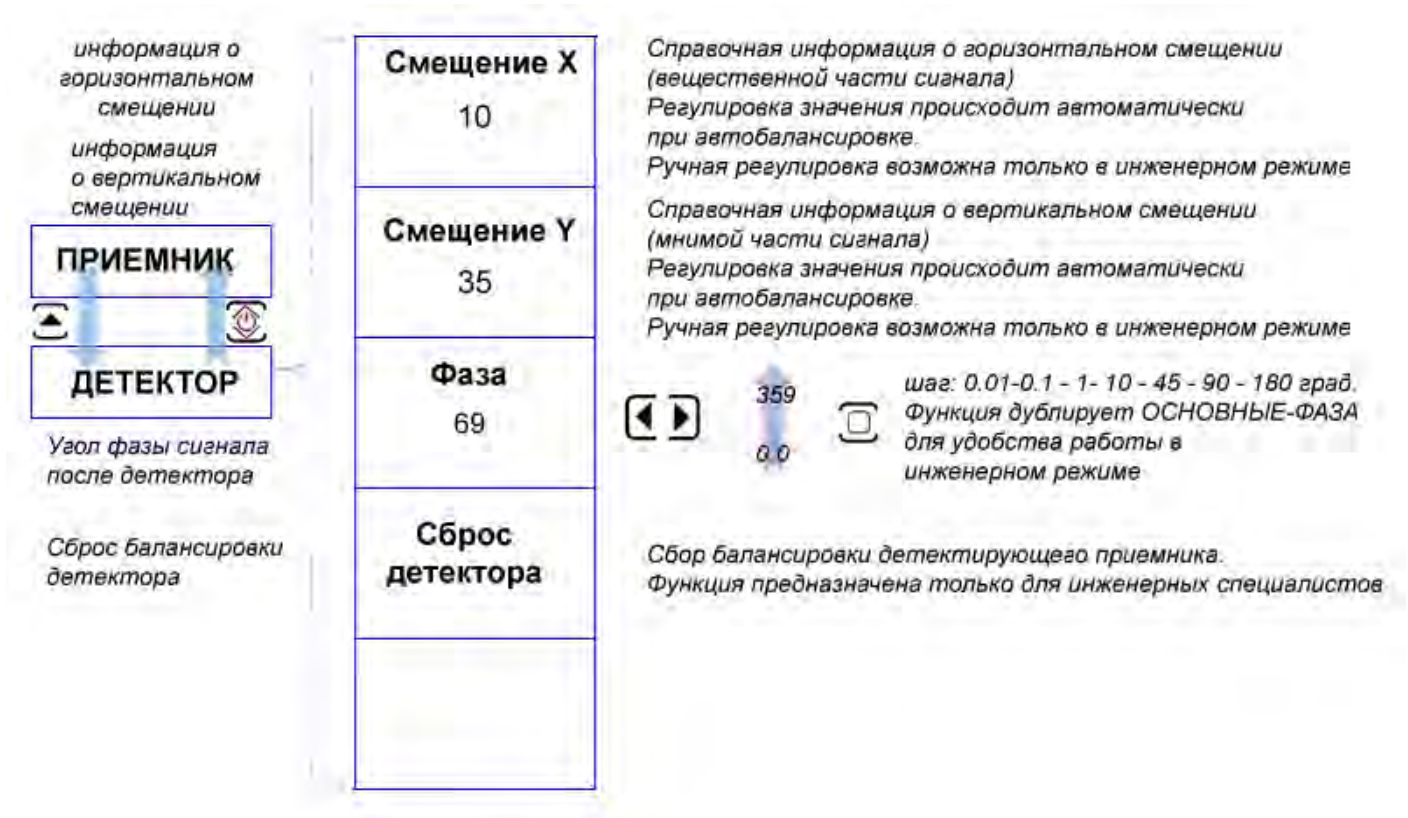 информация о
горизонтальном
смещении
информация
о вертикальном
смещении
ПРИЕМНИК
ДЕТЕКТОР
Угол фазы сигнала
после детектора
Сброс балансировки
детектора
Смещение X
10
Смещение Y
35
Фаза
69
Сброс
детектора
Справочная информация о горизонтальном смещении
(вещественной части сигнала)
Регулировка значения происходит автоматически
при автобалансировке.
Ручная регулировка возможна только в инженерном режиме
Справочная информация о вертикальном смещении
(мнимой части сигнала)
Регулировка значения происходит автоматически
при автобалансировке.
Ручная регулировка возможна только в инженерном режиме
359
0.0
шаг: 0.01-0.1 - 1- 10 - 45 - 90 - 180 град.
Функция дублирует ОСНОВНЫЕ-ФАЗА
для удобства работы в
инженерном режиме
Сбор балансировки детектирующего приемника.
Функция предназначена только для инженерных специалистов